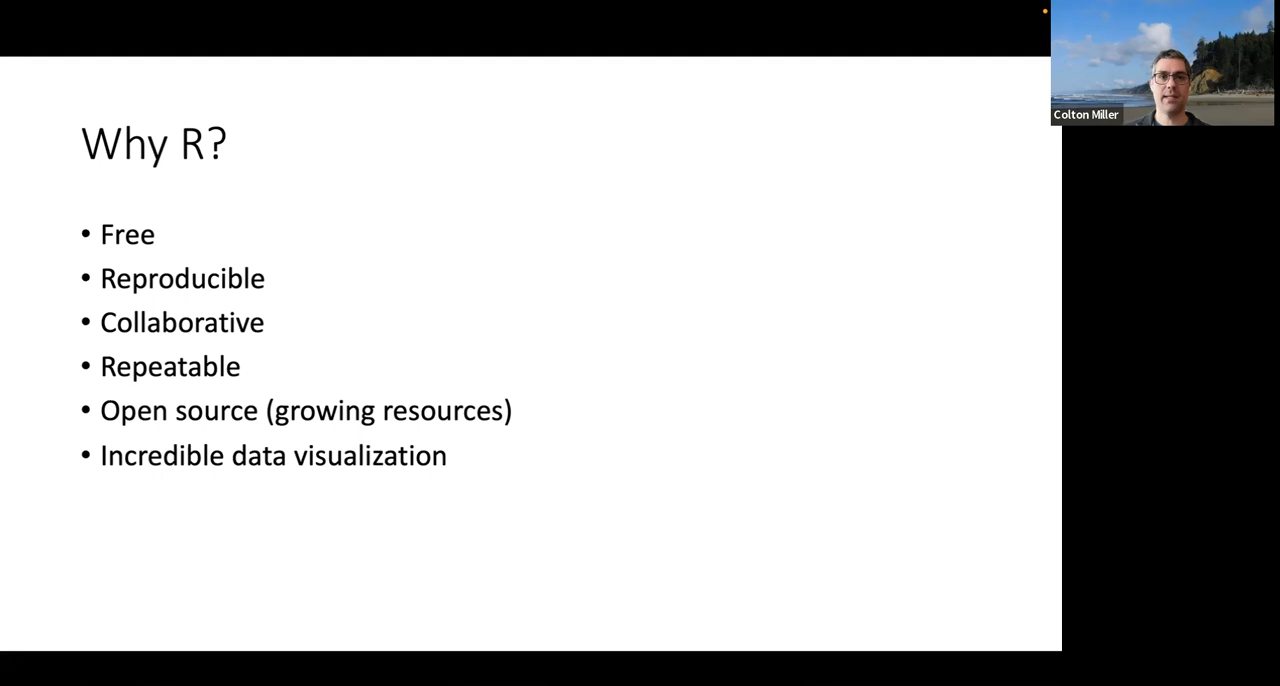 Why R?
• Free
• Reproducible
• Collaborative
• Repeatable
• Open source (growing resources)
• Incredible data visualization
Colton Miller